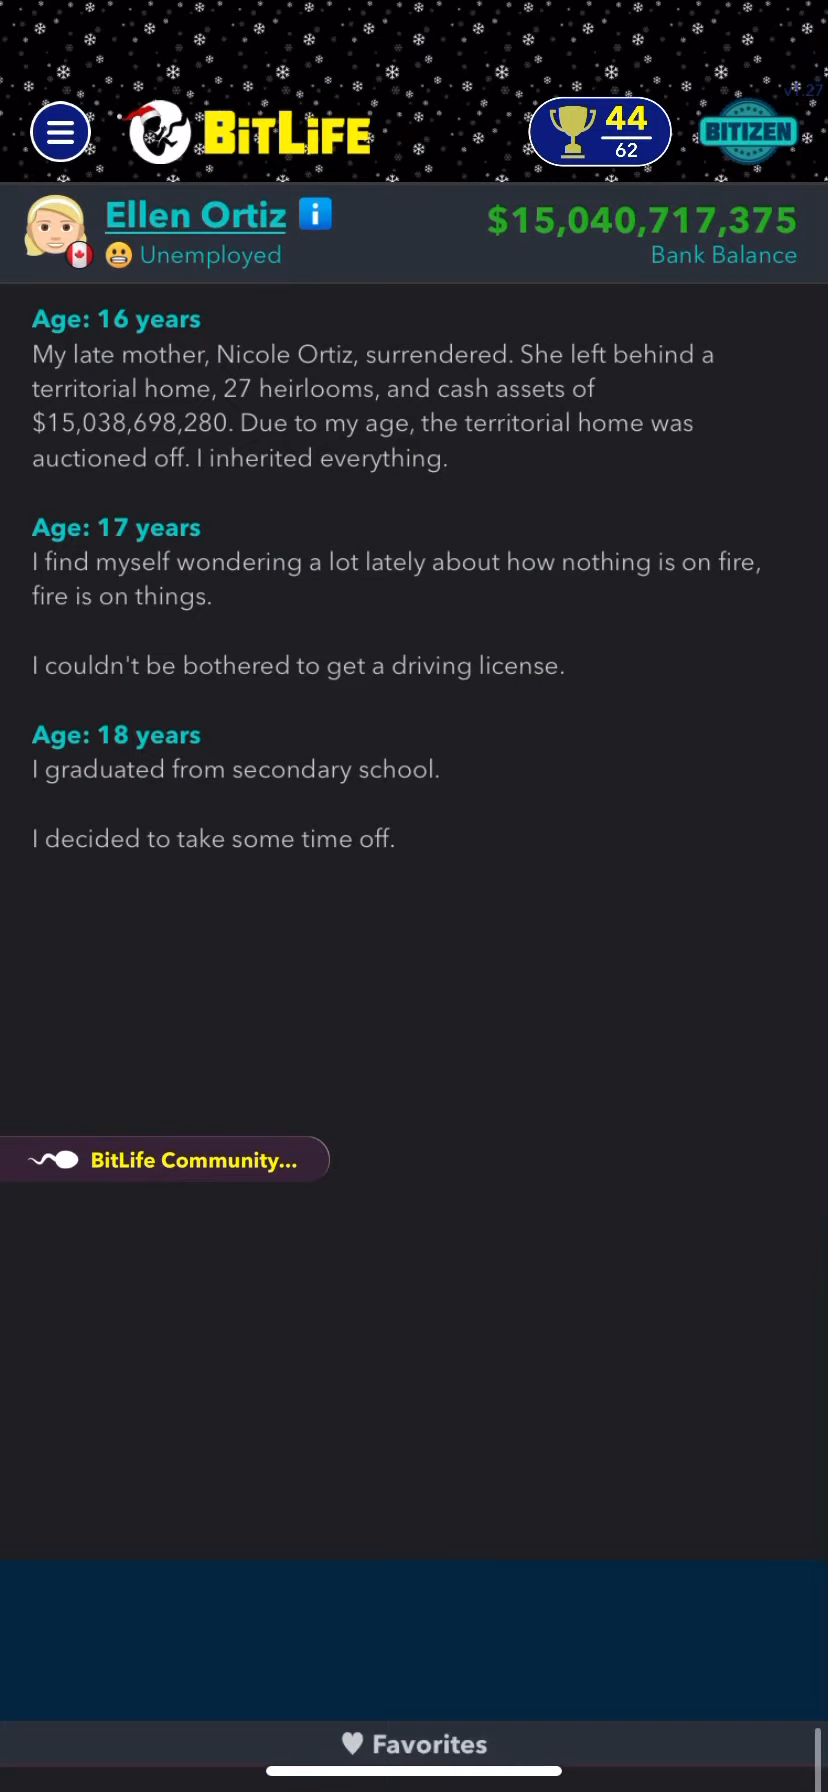 v1.27
BITLIFE
44
62
BITIZEN
Ellen Ortiz i
$15,040,717,375
Unemployed
Bank Balance
Age: 16 years
My late mother, Nicole Ortiz, surrendered. She left behind a
territorial home, 27 heirlooms, and cash assets of
$15,038,698,280. Due to my age, the territorial home was
auctioned off. I inherited everything.
Age: 17 years
I find myself wondering a lot lately about how nothing is on fire,
fire is on things.
I couldn't be bothered to get a driving license.
Age: 18 years
I graduated from secondary school.
I decided to take some time off.
BitLife Community...
Favorites